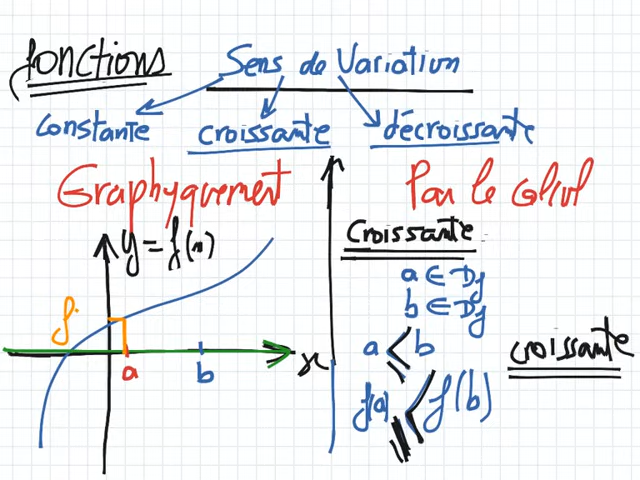 fonctions
Sens de Variation
Constante croissante décroissante
Graphyquement
y = f(x)
f
a b x
Par le calcul
Croissante
a ∈ Df
b ∈ Df
a < b
croissante
f(a) < f(b)